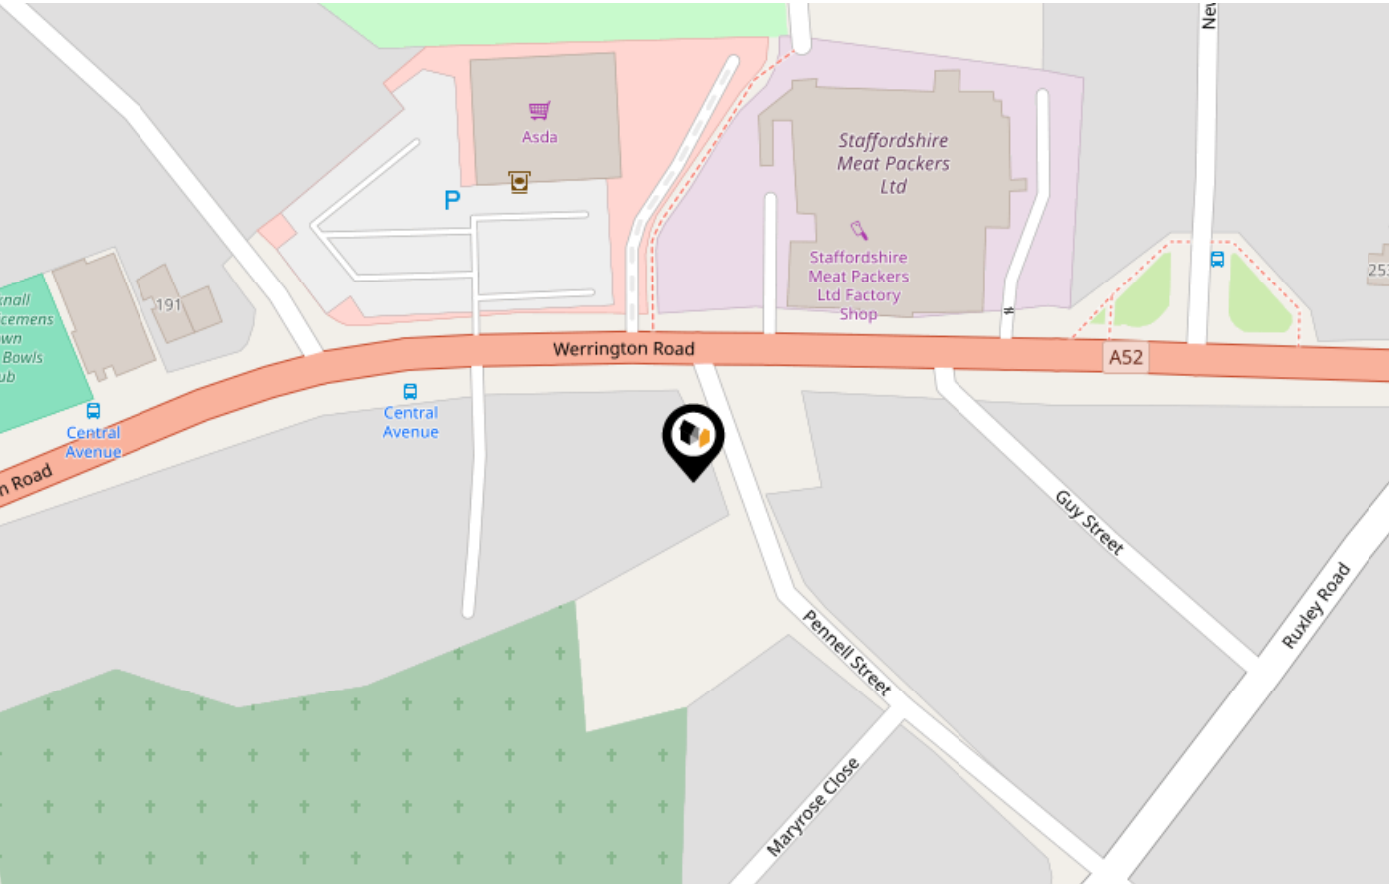 Asda
P
Staffordshire
Meat Packers
Ltd
Staffordshire
Meat Packers
Ltd Factory
Shop
191
Bowls
Werrington Road
A52
Central
Avenue
Central
Avenue
Road
Guy Street
Ruxley Road
Pennell Street
Maryrose Close